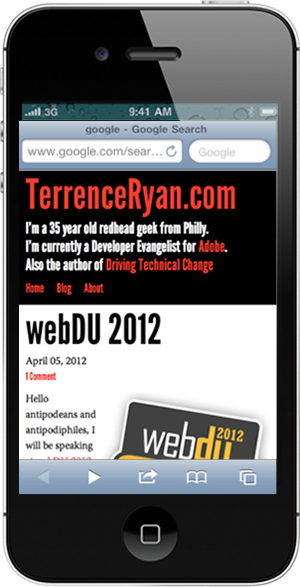 3G 9:41 AM
google - Google Search
www.google.com/sear... Google
TerrenceRyan.com
I'm a 35 year old redhead geek from Philly.
I'm currently a Developer Evangelist for Adobe.
Also the author of Driving Technical Change
Home Blog About
webDU 2012
April 05, 2012
1 Comment
Hello
antipodeans and
antipodiphiles, I
will be speaking
2012
webdu